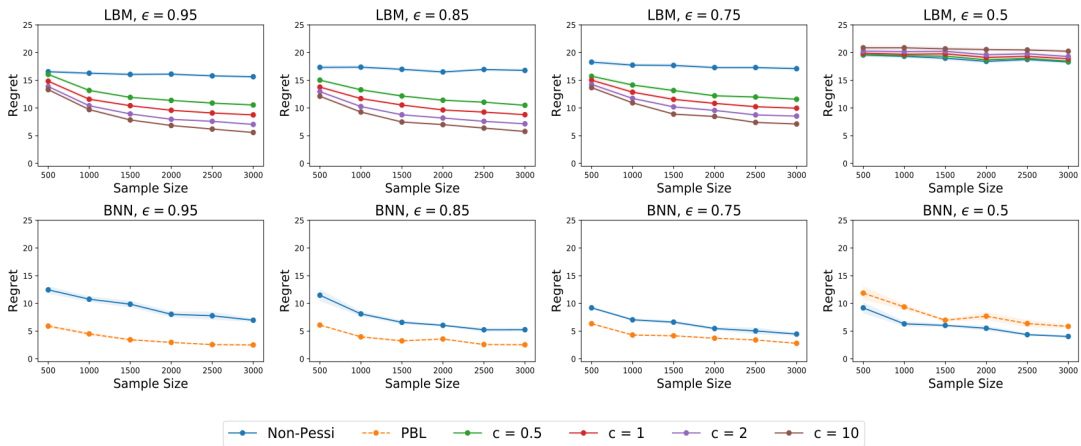 LBM, ϵ = 0.95
LBM, ϵ = 0.85
LBM, ϵ = 0.75
LBM, ϵ = 0.5
Regret
25
20
15
10
5
0
500 1000 1500 2000 2500 3000
Sample Size
Regret
25
20
15
10
5
0
500 1000 1500 2000 2500 3000
Sample Size
Regret
25
20
15
10
5
0
500 1000 1500 2000 2500 3000
Sample Size
Regret
25
20
15
10
5
0
500 1000 1500 2000 2500 3000
Sample Size
BNN, ϵ = 0.95
BNN, ϵ = 0.85
BNN, ϵ = 0.75
BNN, ϵ = 0.5
Regret
25
20
15
10
5
0
500 1000 1500 2000 2500 3000
Sample Size
Regret
25
20
15
10
5
0
500 1000 1500 2000 2500 3000
Sample Size
Regret
25
20
15
10
5
0
500 1000 1500 2000 2500 3000
Sample Size
Regret
25
20
15
10
5
0
500 1000 1500 2000 2500 3000
Sample Size
Non-Pessi PBL c = 0.5 c = 1 c = 2 c = 10